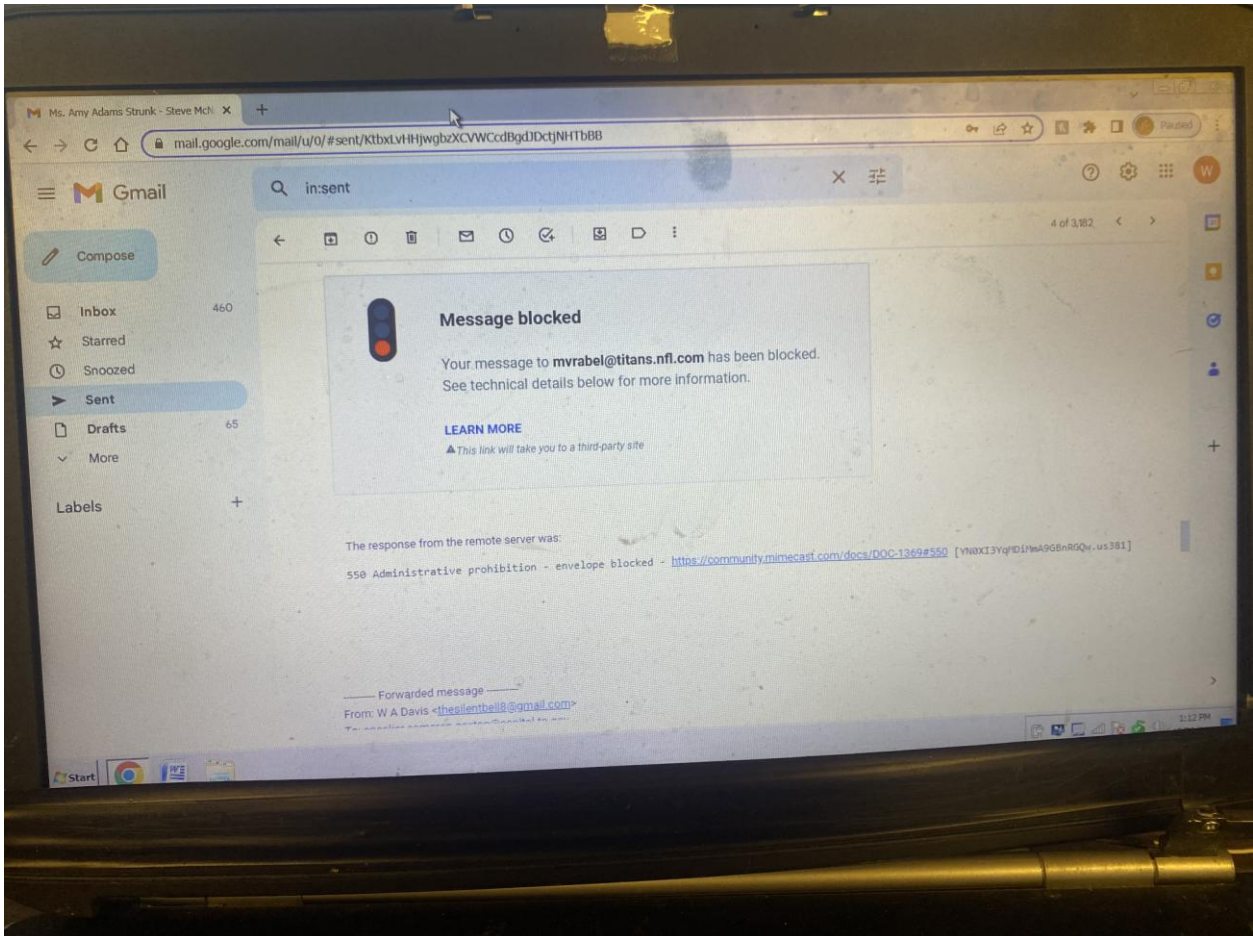 Ms. Amy Adams Strunk - Steve McN
mail.google.com/mail/u/0/#sent/KtbxLvHHjwgbzXCVWCcdBgdJDctjNHTbBB
Paused
Gmail
in:sent
W
4 of 3,182
Compose
Inbox 460
Starred
Snoozed
Sent
Drafts 65
More
Labels
Message blocked
Your message to mvrabel@titans.nfl.com has been blocked.
See technical details below for more information.
LEARN MORE
This link will take you to a third-party site
The response from the remote server was:
550 Administrative prohibition - envelope blocked - https://community.mimecast.com/docs/DOC-1369#550
---------- Forwarded message ----------
From: W A Davis <thesilentbell8@gmail.com>
1:12 PM
Start